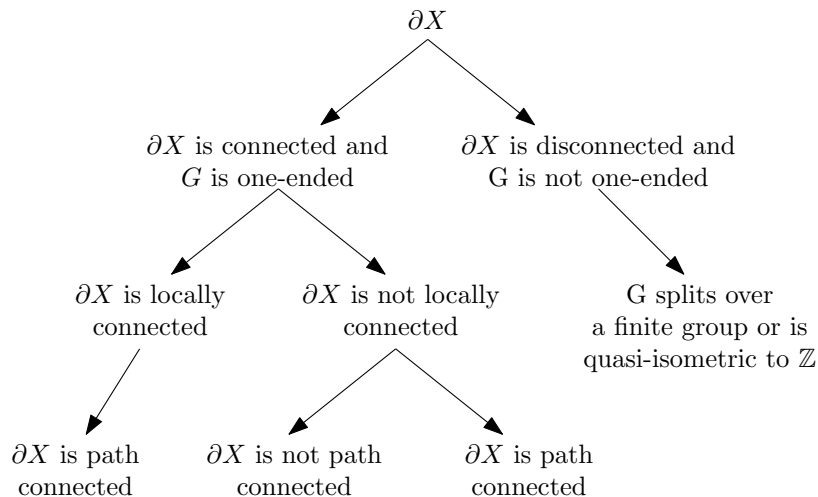 ∂X
∂X is connected and
G is one-ended
∂X is disconnected and
G is not one-ended
∂X is locally
connected
∂X is not locally
connected
G splits over
a finite group or is
quasi-isometric to ℤ
∂X is path
connected
∂X is not path
connected
∂X is path
connected